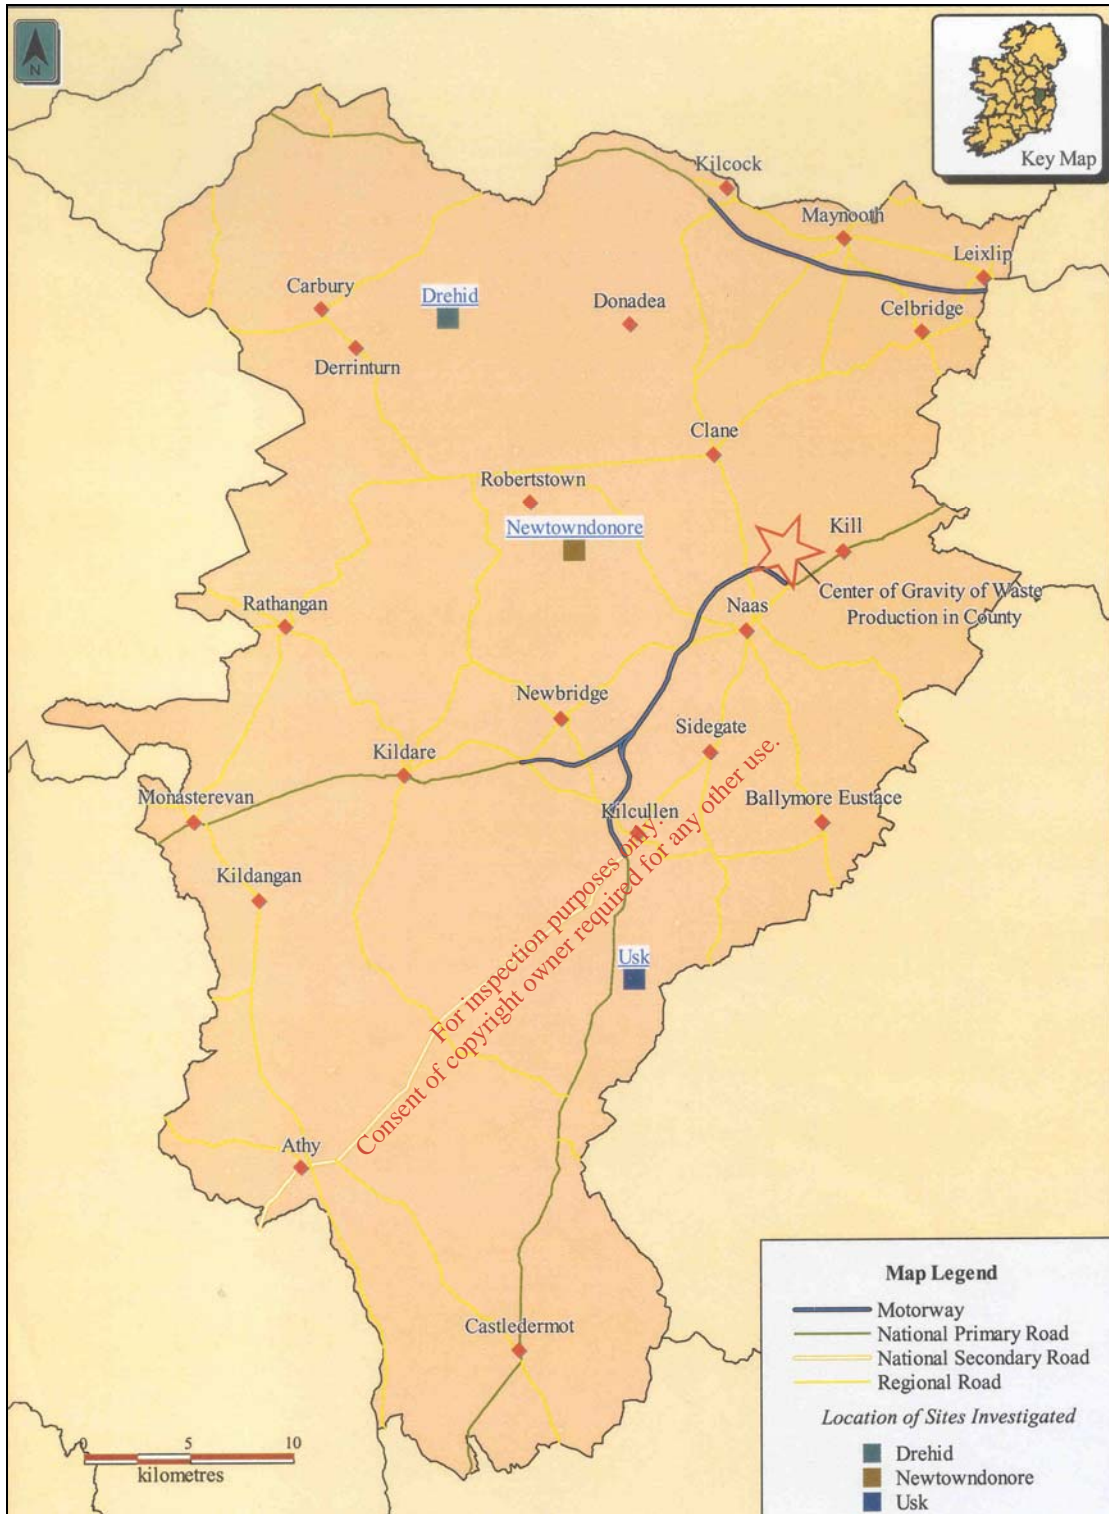 N
Key Map
Kilcock
Maynooth
Leixlip
Carbury
Drehid
Donadea
Celbridge
Derrinturn
Clane
Robertstown
Newtowndonore
Kill
Center of Gravity of Waste
Production in County
Rathangan
Naas
Newbridge
Sidegate
Kildare
Monasterevan
Kilcullen
Ballymore Eustace
Kildangan
Usk
For inspection purposes only.
Consent of copyright owner required for any other use.
Athy
Castledermot
0 5 10
kilometres
Map Legend
Motorway
National Primary Road
National Secondary Road
Regional Road
Location of Sites Investigated
Drehid
Newtowndonore
Usk